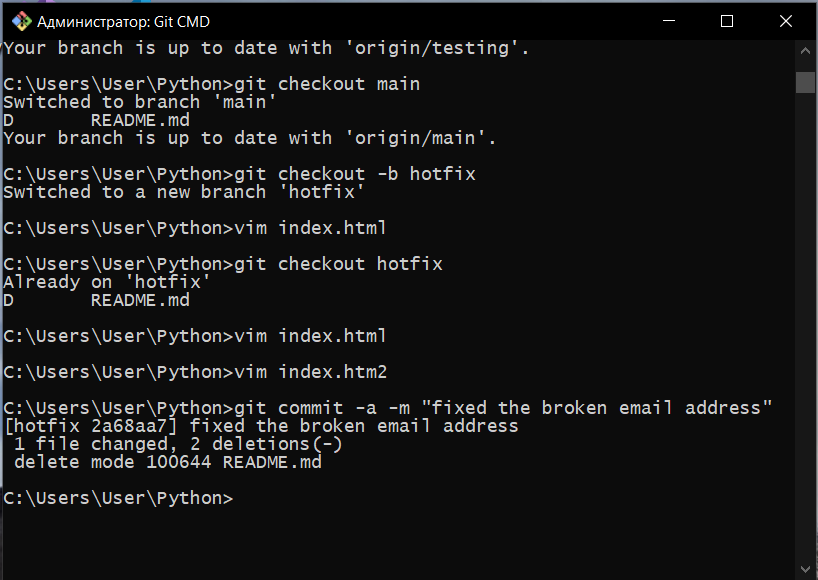 Администратор: Git CMD
Your branch is up to date with 'origin/testing'.
C:\Users\User\Python>git checkout main
Switched to branch 'main'
D       README.md
Your branch is up to date with 'origin/main'.
C:\Users\User\Python>git checkout -b hotfix
Switched to a new branch 'hotfix'
C:\Users\User\Python>vim index.html
C:\Users\User\Python>git checkout hotfix
Already on 'hotfix'
D       README.md
C:\Users\User\Python>vim index.html
C:\Users\User\Python>vim index.htm2
C:\Users\User\Python>git commit -a -m "fixed the broken email address"
[hotfix 2a68aa7] fixed the broken email address
 1 file changed, 2 deletions(-)
 delete mode 100644 README.md
C:\Users\User\Python>